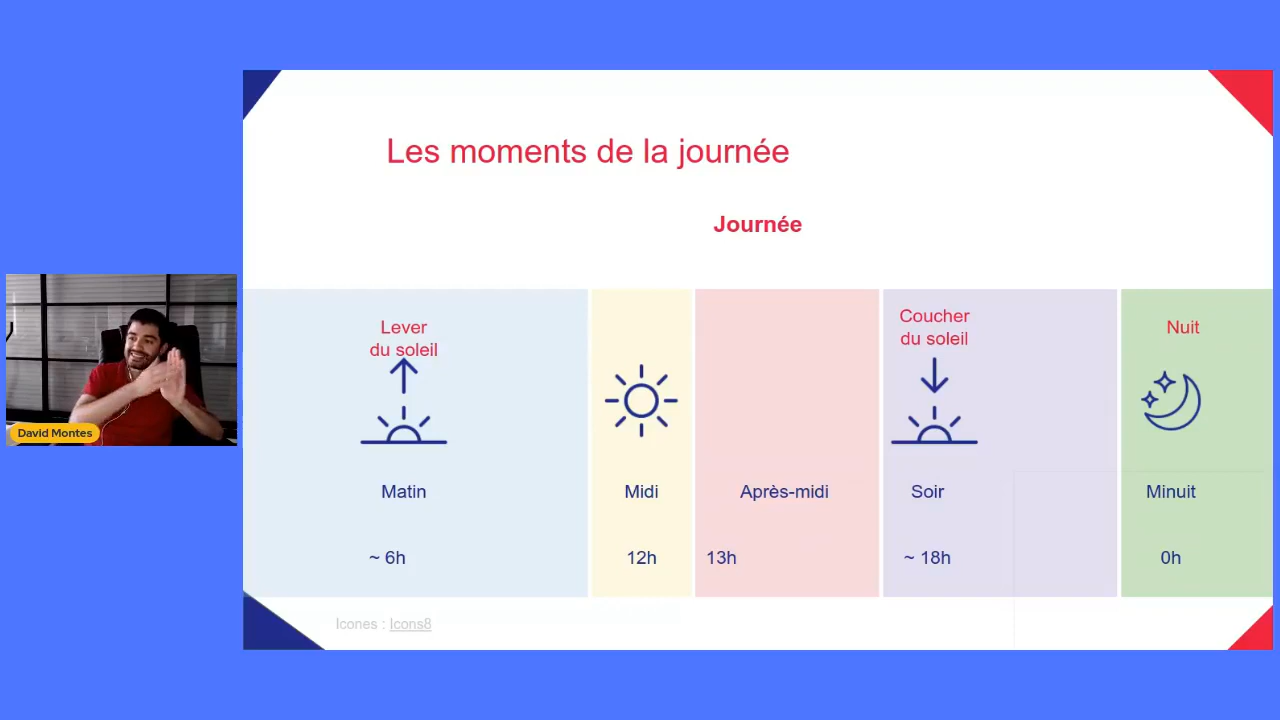 Les moments de la journée
Journée
Lever
du soleil
Coucher
du soleil
Nuit
Matin
Midi
Après-midi
Soir
Minuit
~ 6h
12h
13h
~ 18h
0h
David Montes
Icones : Icons8